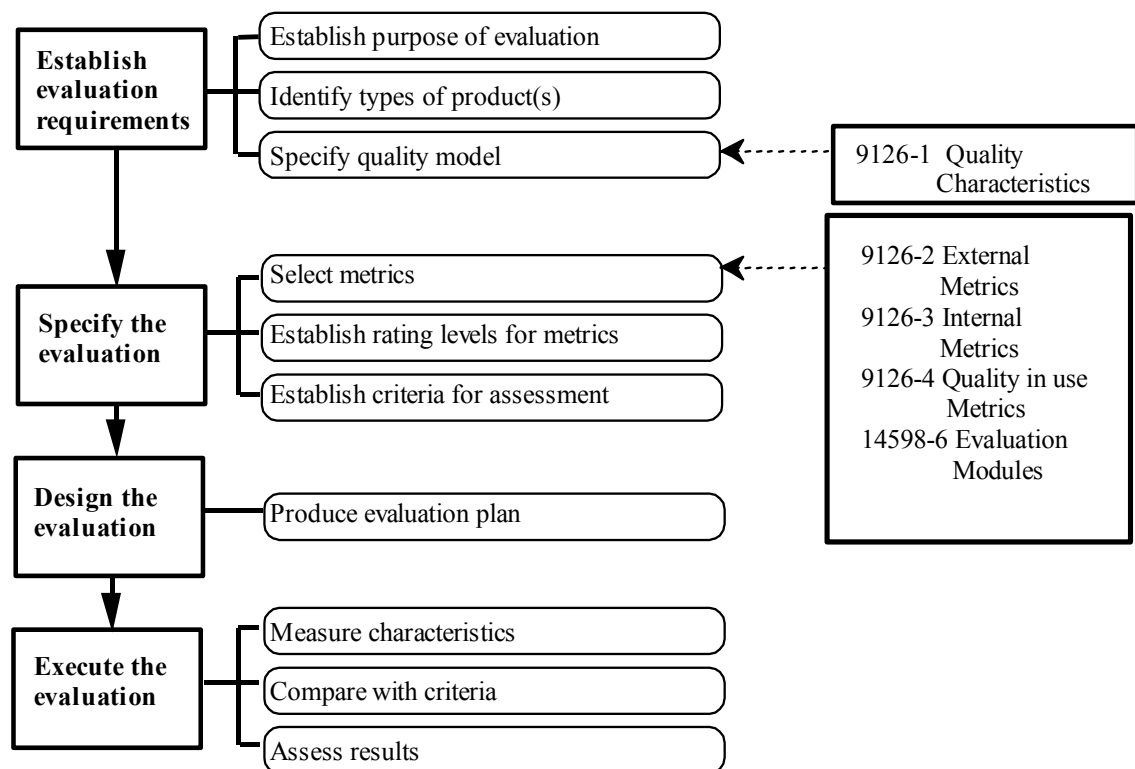 Establish
evaluation
requirements
Establish purpose of evaluation
Identify types of product(s)
Specify quality model
9126-1 Quality
Characteristics
Specify the
evaluation
Select metrics
Establish rating levels for metrics
Establish criteria for assessment
9126-2 External
Metrics
9126-3 Internal
Metrics
9126-4 Quality in use
Metrics
14598-6 Evaluation
Modules
Design the
evaluation
Produce evaluation plan
Execute the
evaluation
Measure characteristics
Compare with criteria
Assess results